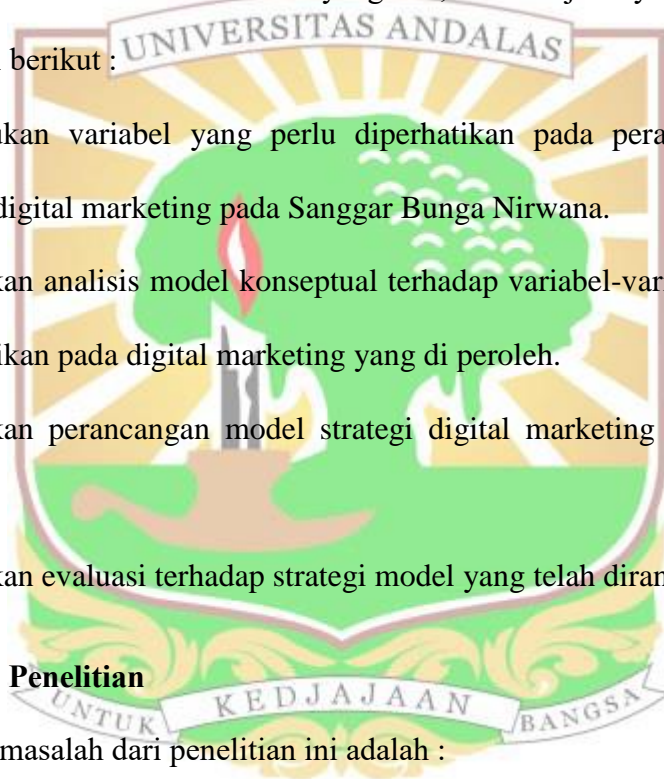 UNIVERSITAS ANDALAS
berikut :
ukan variabel yang perlu diperhatikan pada pera
digital marketing pada Sanggar Bunga Nirwana.
kan analisis model konseptual terhadap variabel-vari
ikan pada digital marketing yang di peroleh.
kan perancangan model strategi digital marketing
kan evaluasi terhadap strategi model yang telah diran
Penelitian
UNTUK KEDJAJAAN BANGSA
masalah dari penelitian ini adalah :